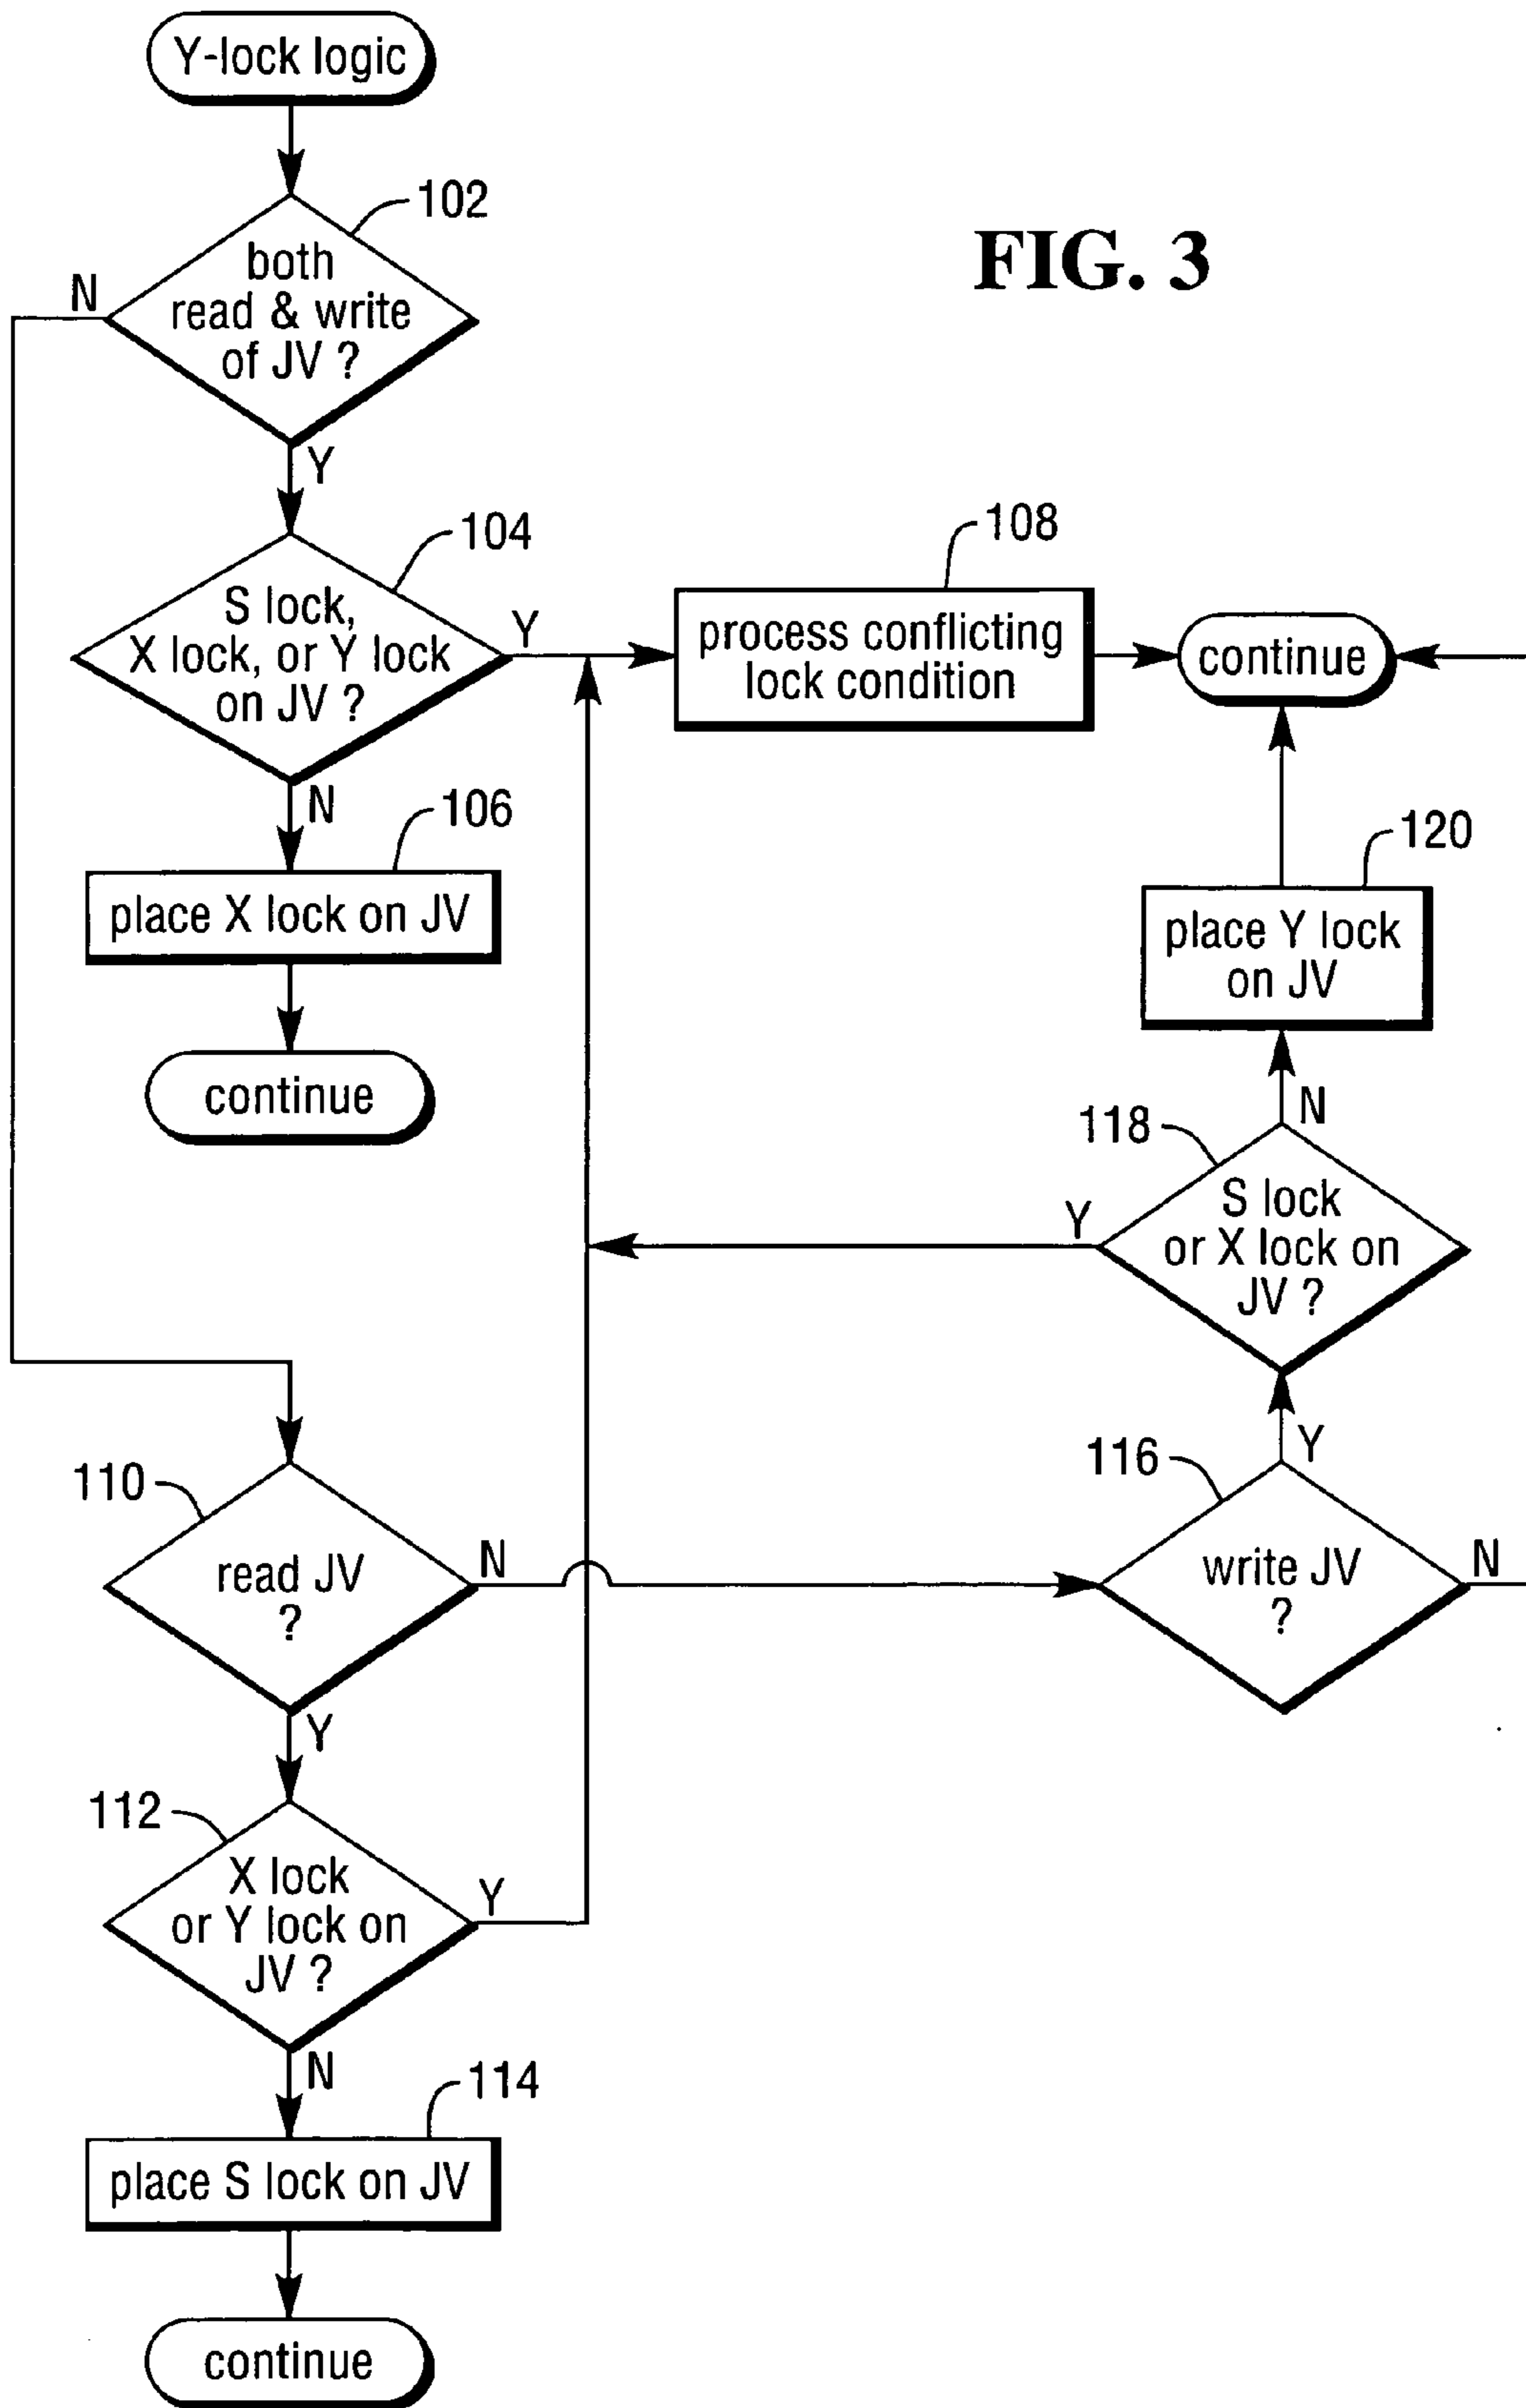 Y-lock logic
102
FIG. 3
both
read & write
of JV ?
N
Y
104
S lock,
X lock, or Y lock
on JV ?
Y
N
108
process conflicting
lock condition
continue
106
place X lock on JV
continue
120
place Y lock
on JV
N
118
S lock
or X lock on
JV ?
Y
110
read JV
?
N
Y
116
write JV
?
Y
N
112
X lock
or Y lock on
JV ?
Y
N
114
place S lock on JV
continue